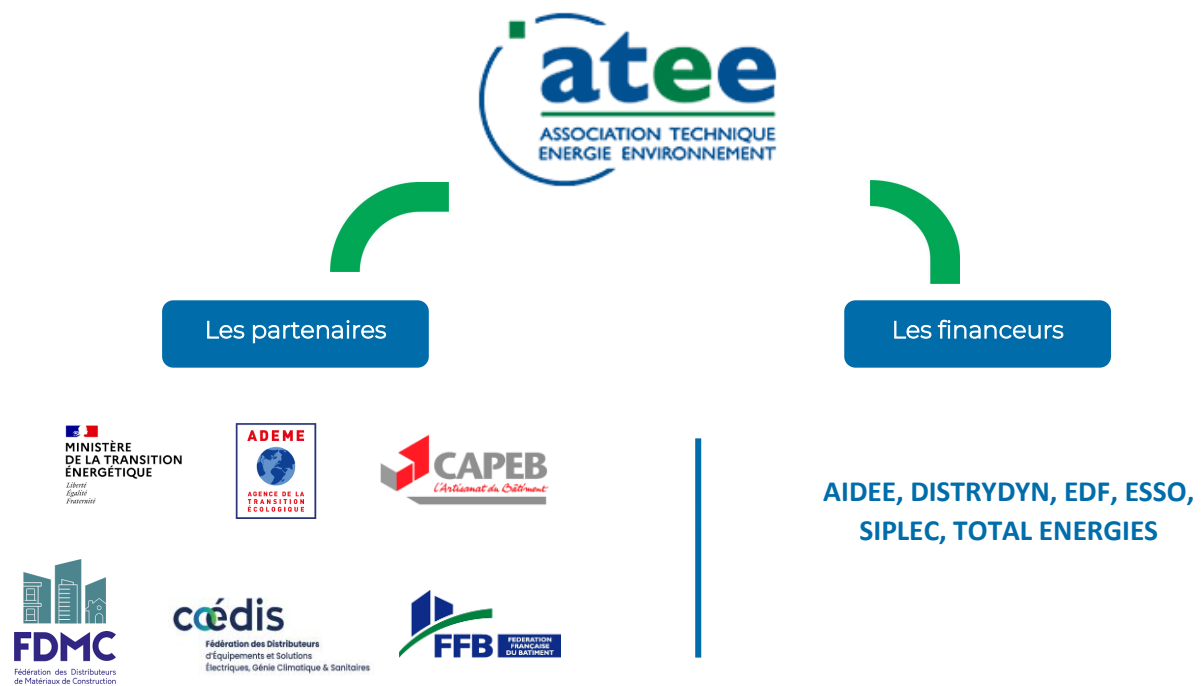 atee
ASSOCIATION TECHNIQUE
ENERGIE ENVIRONNEMENT
Les partenaires
Les financeurs
MINISTÈRE
DE LA TRANSITION
ÉNERGÉTIQUE
Liberté
Égalité
Fraternité
ADEME
AGENCE DE LA
TRANSITION
ÉCOLOGIQUE
CAPEB
L'Artisanat du Bâtiment
AIDEE, DISTRYDYN, EDF, ESSO,
SIPLEC, TOTAL ENERGIES
FDMC
Fédération des Distributeurs
de Matériaux de Construction
coédis
Fédération des Distributeurs
d'Équipements et Solutions
Électriques, Génie Climatique & Sanitaires
FFB
FEDERATION
FRANÇAISE
DU BATIMENT